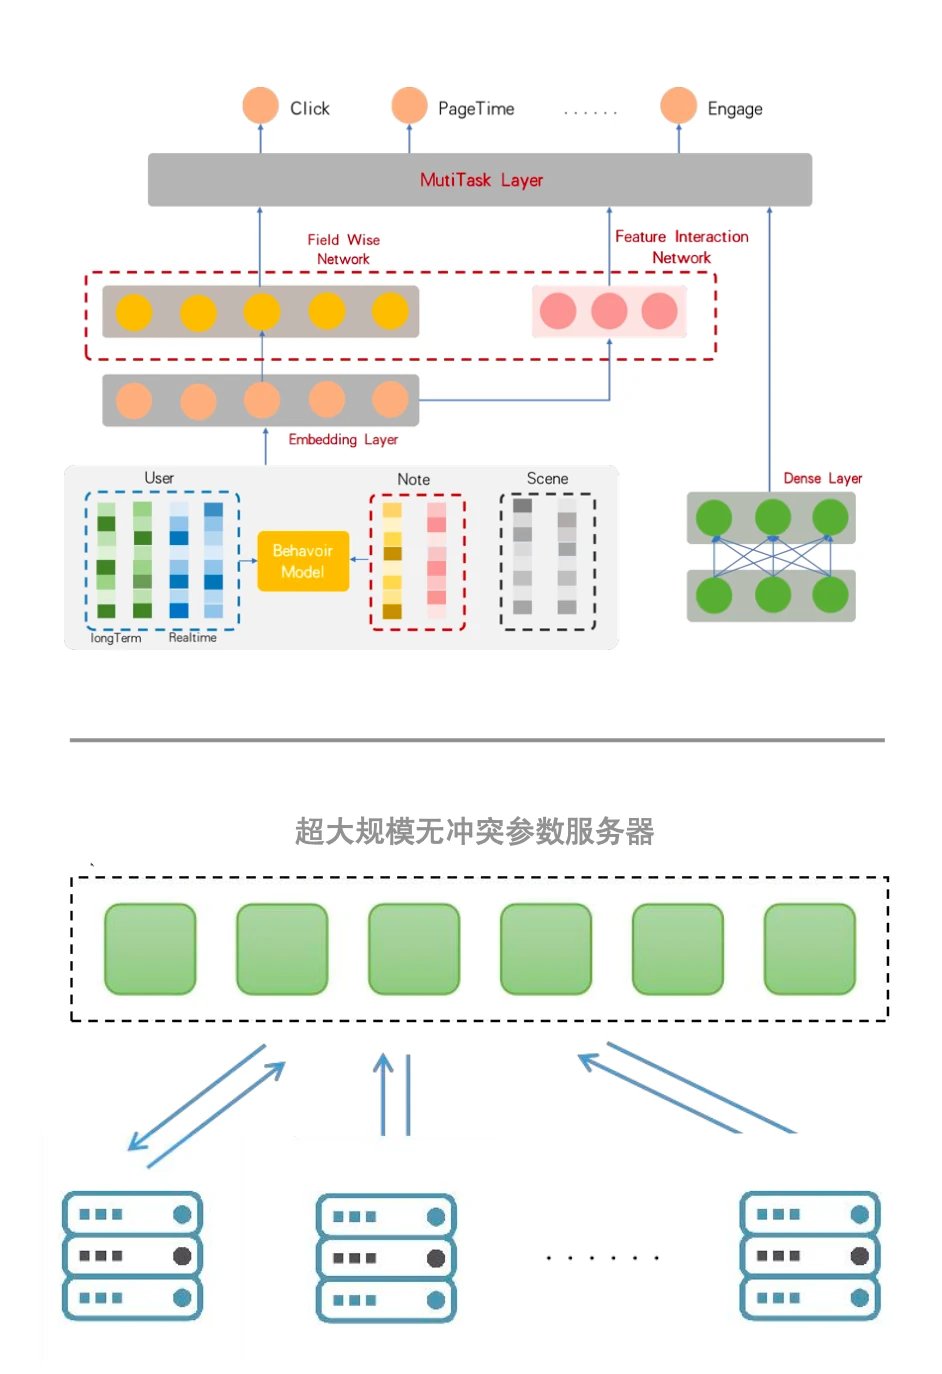 Click
PageTime
......
Engage
MutiTask Layer
Field Wise
Network
Feature Interaction
Network
Embedding Layer
User
Note
Scene
Dense Layer
Behavoir
Model
longTerm
Realtime
超大规模无冲突参数服务器
、
......